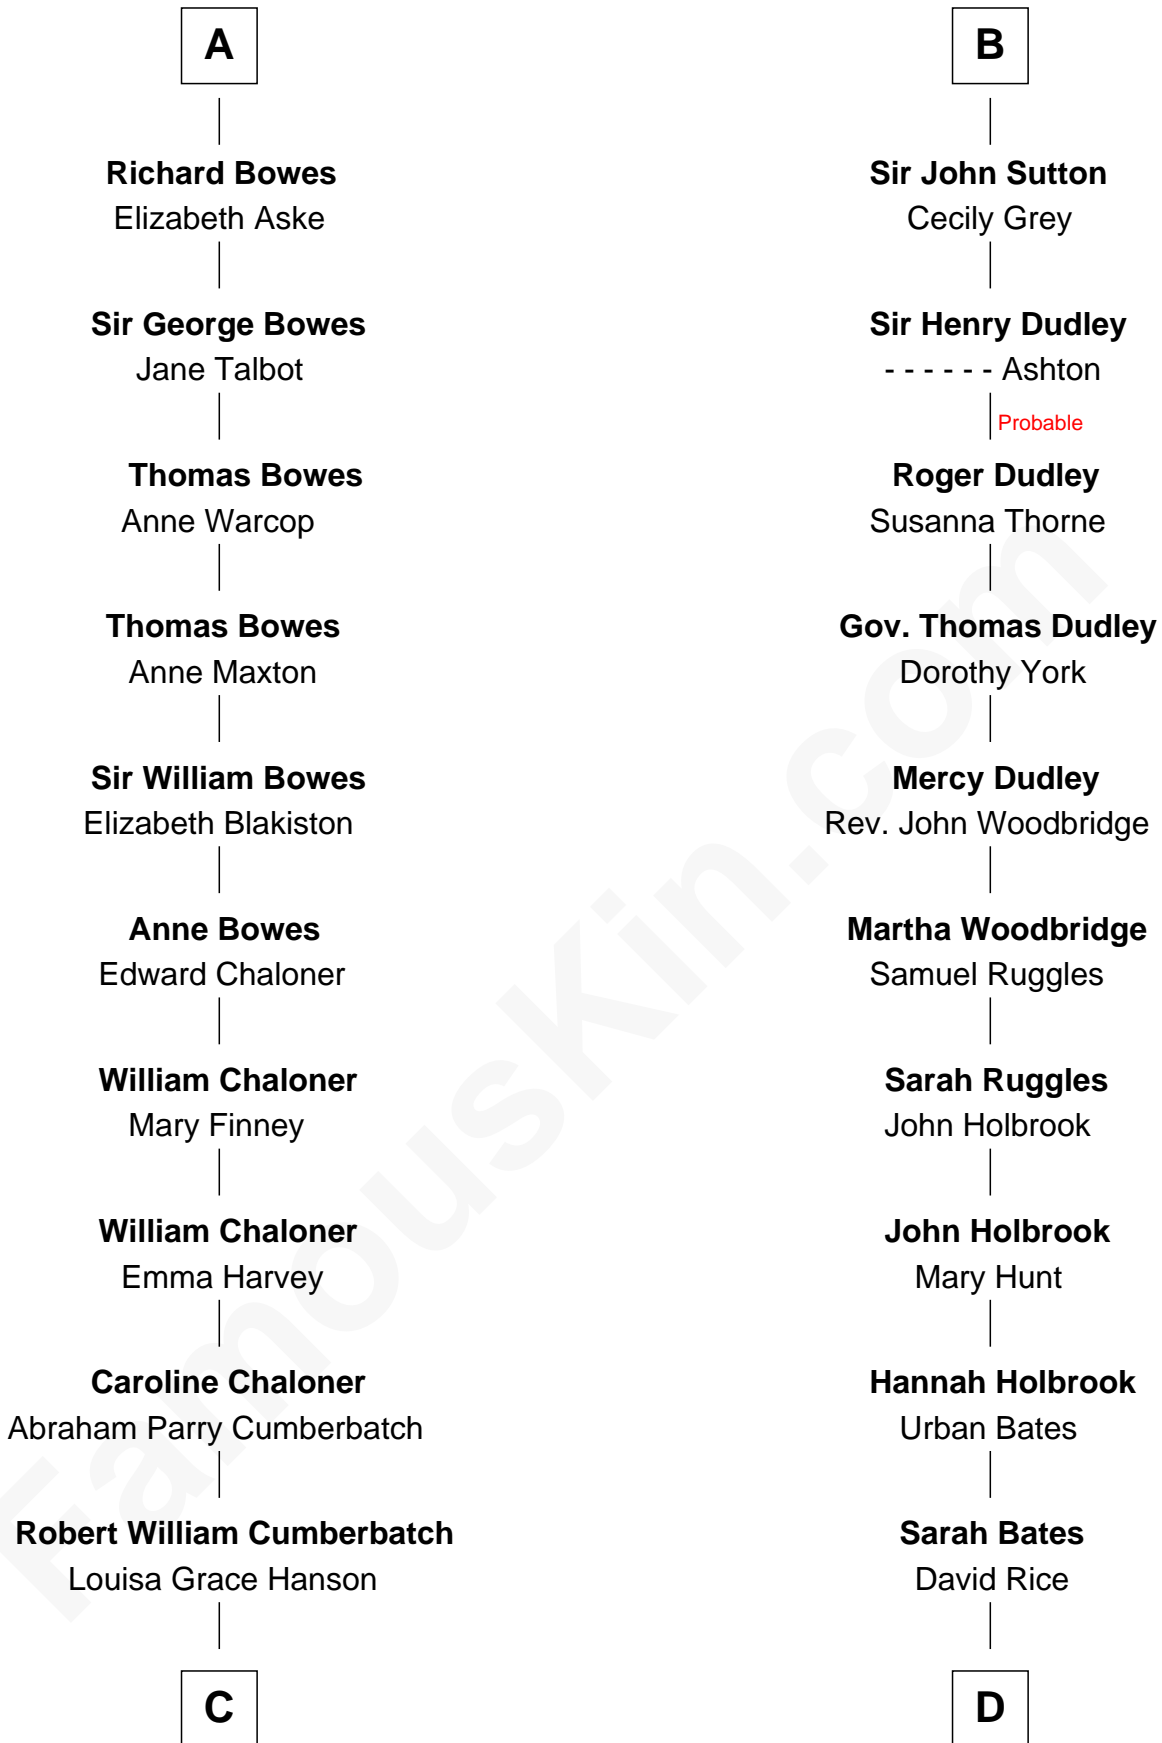 A
Richard Bowes
Elizabeth Aske
Sir George Bowes
Jane Talbot
Thomas Bowes
Anne Warcop
Thomas Bowes
Anne Maxton
Sir William Bowes
Elizabeth Blakiston
Anne Bowes
Edward Chaloner
William Chaloner
Mary Finney
William Chaloner
Emma Harvey
Caroline Chaloner
Abraham Parry Cumberbatch
Robert William Cumberbatch
Louisa Grace Hanson
C
B
Sir John Sutton
Cecily Grey
Sir Henry Dudley
- - - - - - Ashton
Probable
Roger Dudley
Susanna Thorne
Gov. Thomas Dudley
Dorothy York
Mercy Dudley
Rev. John Woodbridge
Martha Woodbridge
Samuel Ruggles
Sarah Ruggles
John Holbrook
John Holbrook
Mary Hunt
Hannah Holbrook
Urban Bates
Sarah Bates
David Rice
D
FamousKin.com